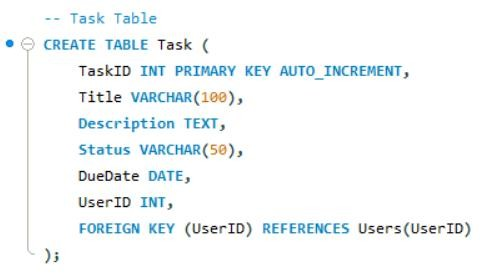 -- Task Table
CREATE TABLE Task (
TaskID INT PRIMARY KEY AUTO_INCREMENT,
Title VARCHAR(100),
Description TEXT,
Status VARCHAR(50),
DueDate DATE,
UserID INT,
FOREIGN KEY (UserID) REFERENCES Users(UserID)
);